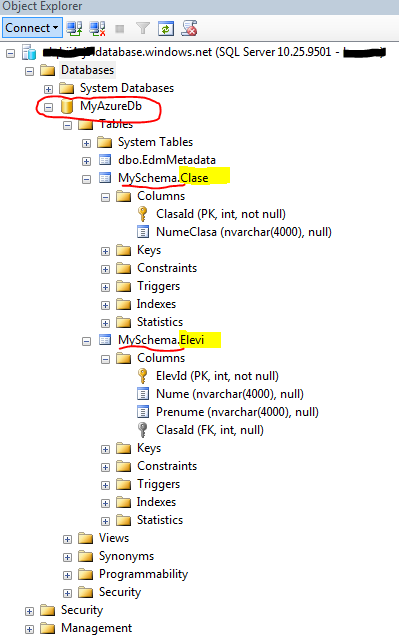 Object Explorer
Connect
database.windows.net (SQL Server 10.25.9501 -
Databases
System Databases
MyAzureDb
Tables
System Tables
dbo.EdmMetadata
MySchema.Clase
Columns
ClasaId (PK, int, not null)
NumeClasa (nvarchar(4000), null)
Keys
Constraints
Triggers
Indexes
Statistics
MySchema.Elevi
Columns
ElevId (PK, int, not null)
Nume (nvarchar(4000), null)
Prenume (nvarchar(4000), null)
ClasaId (FK, int, null)
Keys
Constraints
Triggers
Indexes
Statistics
Views
Synonyms
Programmability
Security
Security
Management